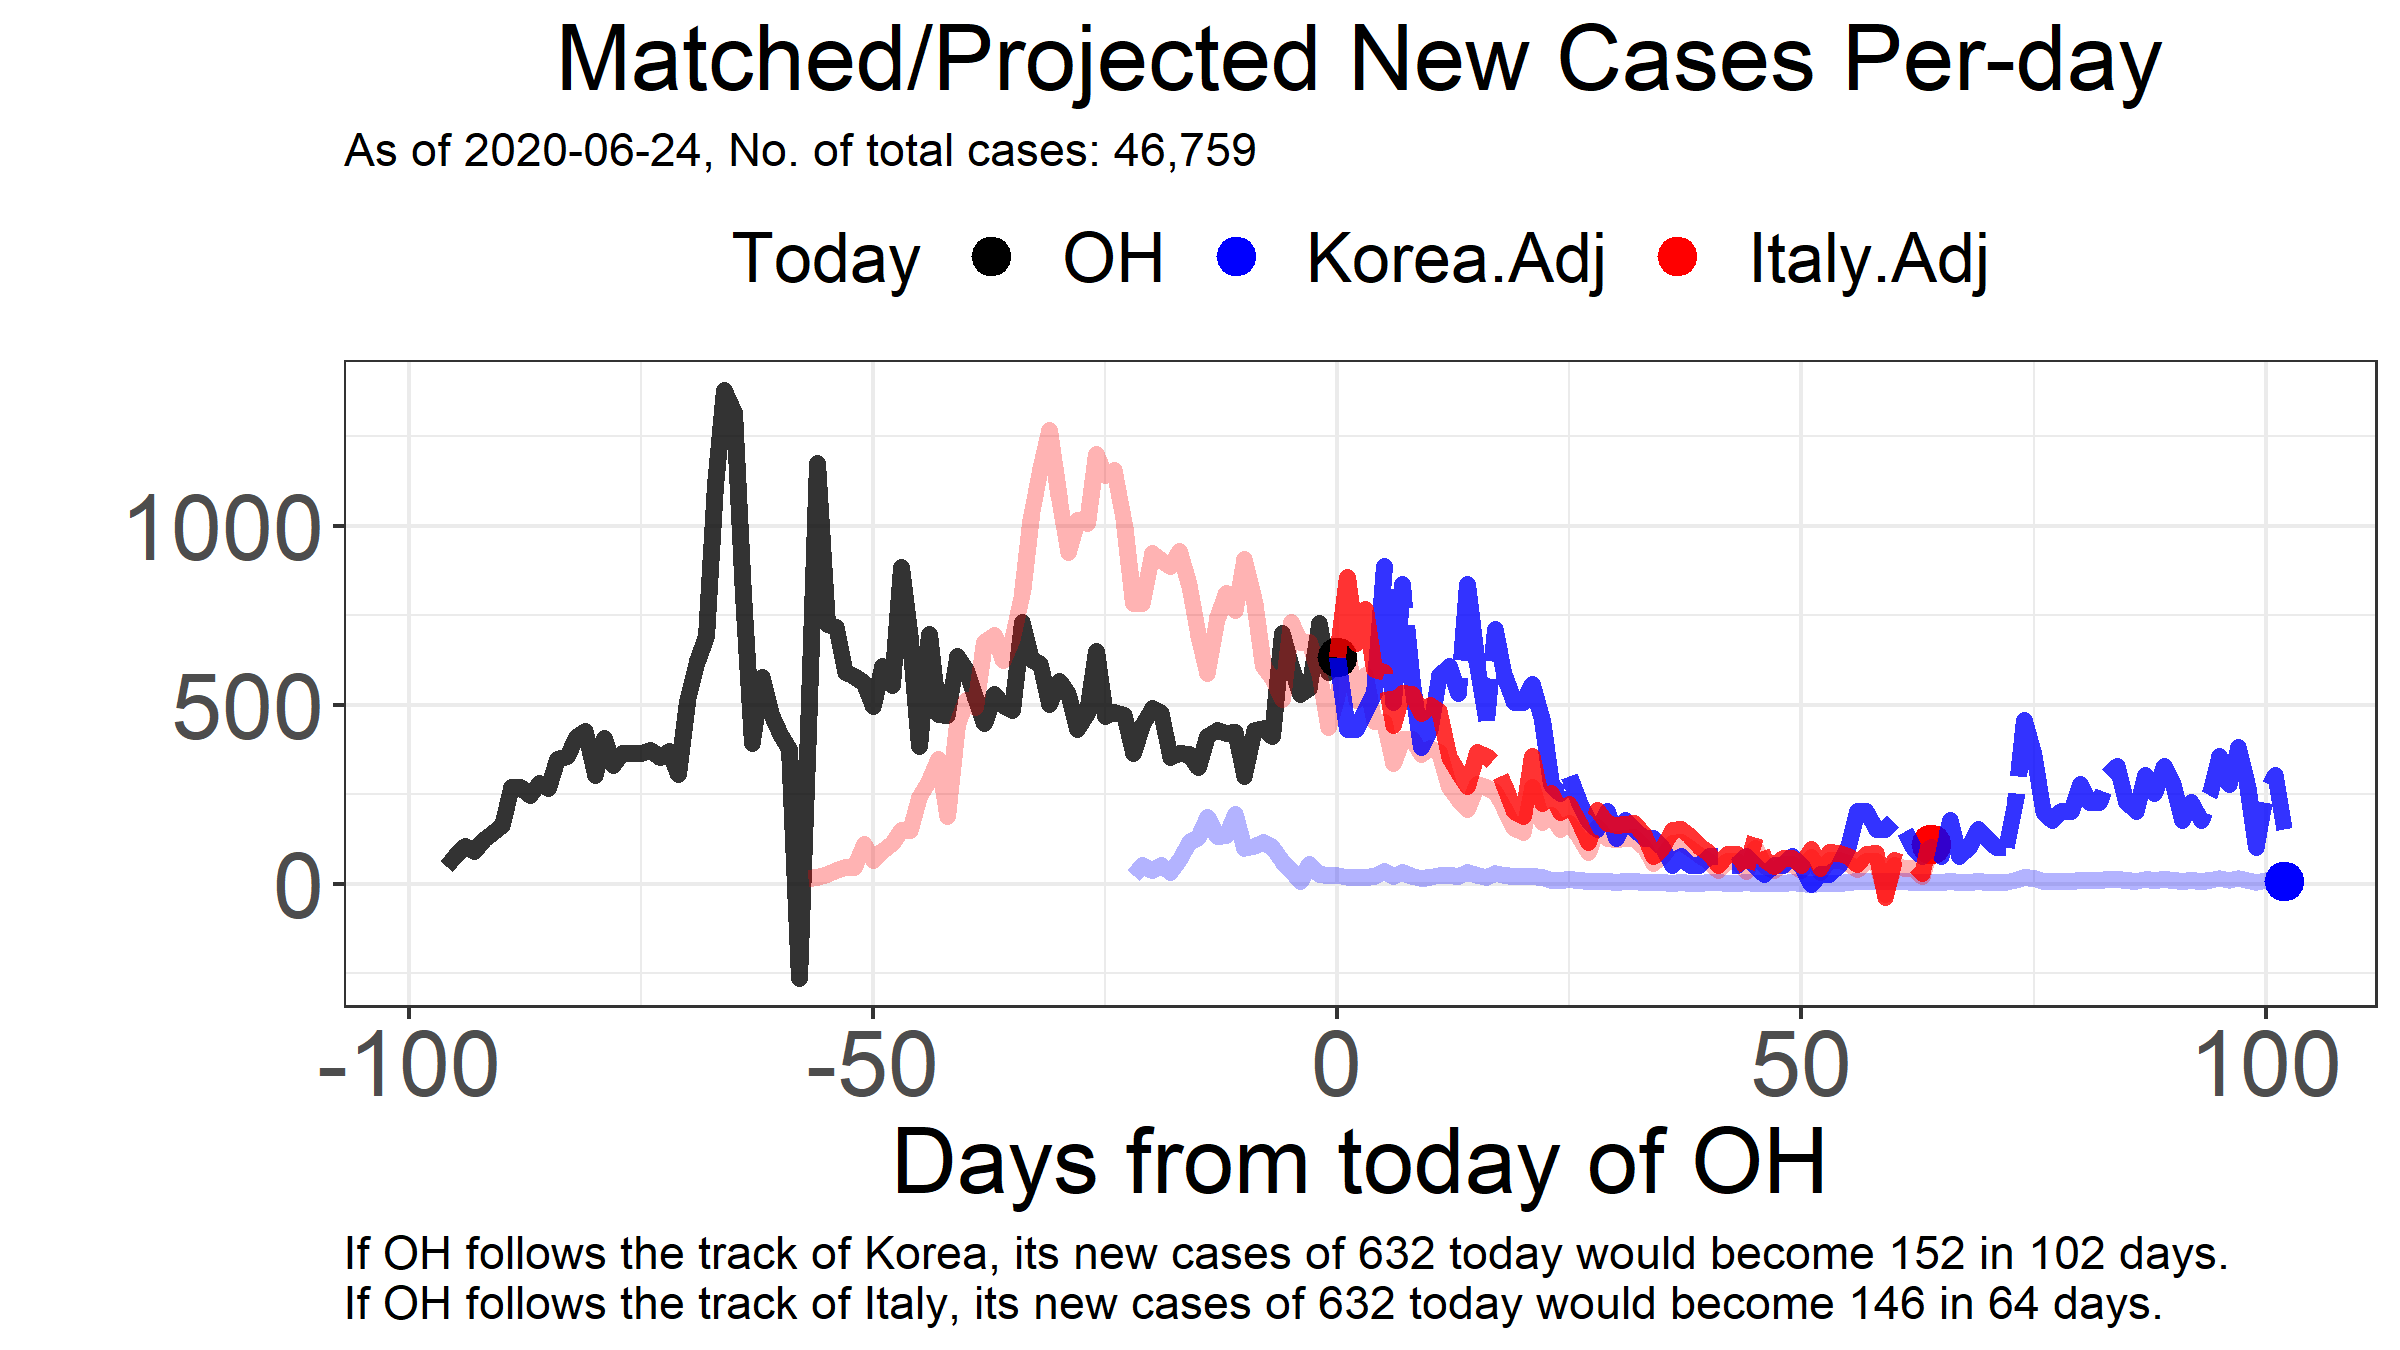 Matched/Projected New Cases Per-day
As of 2020-06-24, No. of total cases: 46,759
Today OH Korea.Adj Italy.Adj
1000
500
0
-100 -50 0 50 100
Days from today of OH
If OH follows the track of Korea, its new cases of 632 today would become 152 in 102 days.
If OH follows the track of Italy, its new cases of 632 today would become 146 in 64 days.